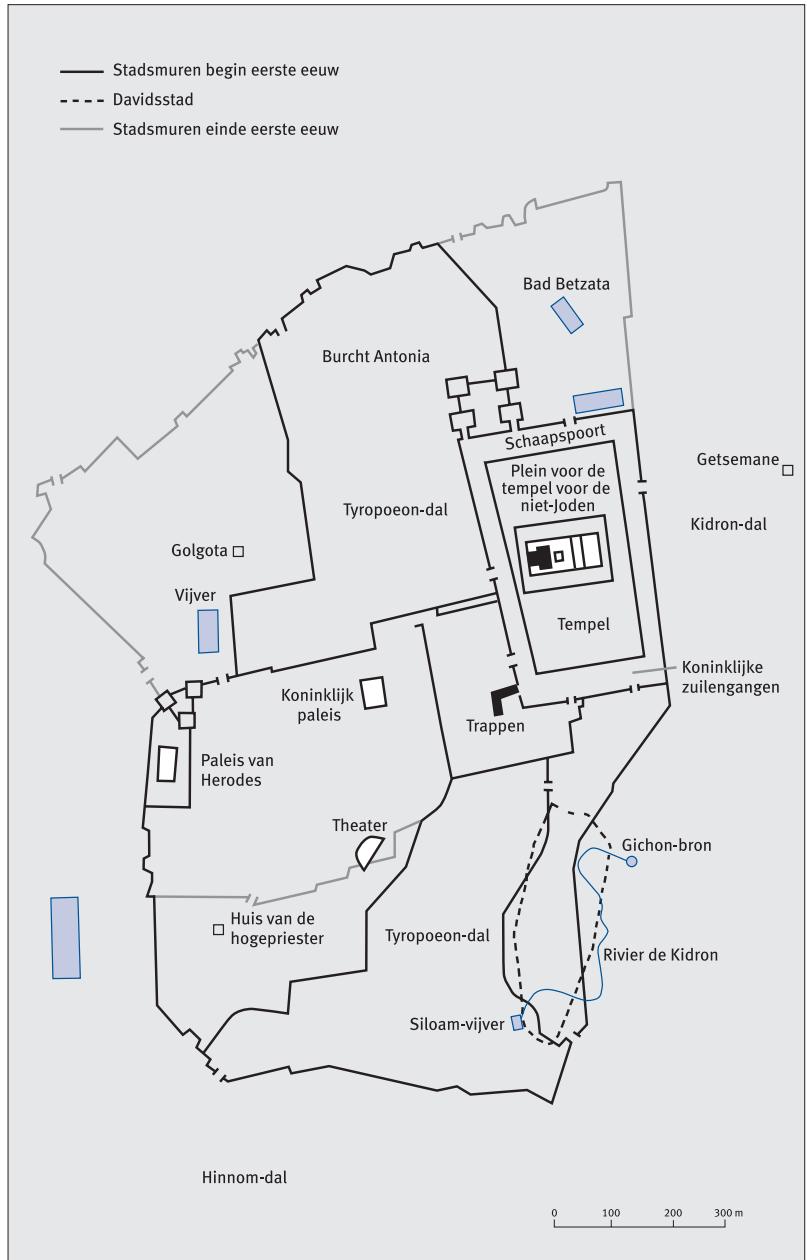 Stadsmuren begin eerste eeuw
Davidsstad
Stadsmuren einde eerste eeuw
Bad Betzata
Burcht Antonia
Schaapspoort
Getsemane
Plein voor de
tempel voor de
niet-Joden
Tyropoeon-dal
Kidron-dal
Golgota
Vijver
Tempel
Koninklijke
zuilengangen
Koninklijk
paleis
Trappen
Paleis van
Herodes
Theater
Gichon-bron
Huis van de
hogepriester
Tyropoeon-dal
Rivier de Kidron
Siloam-vijver
Hinnom-dal
0 100 200 300 m